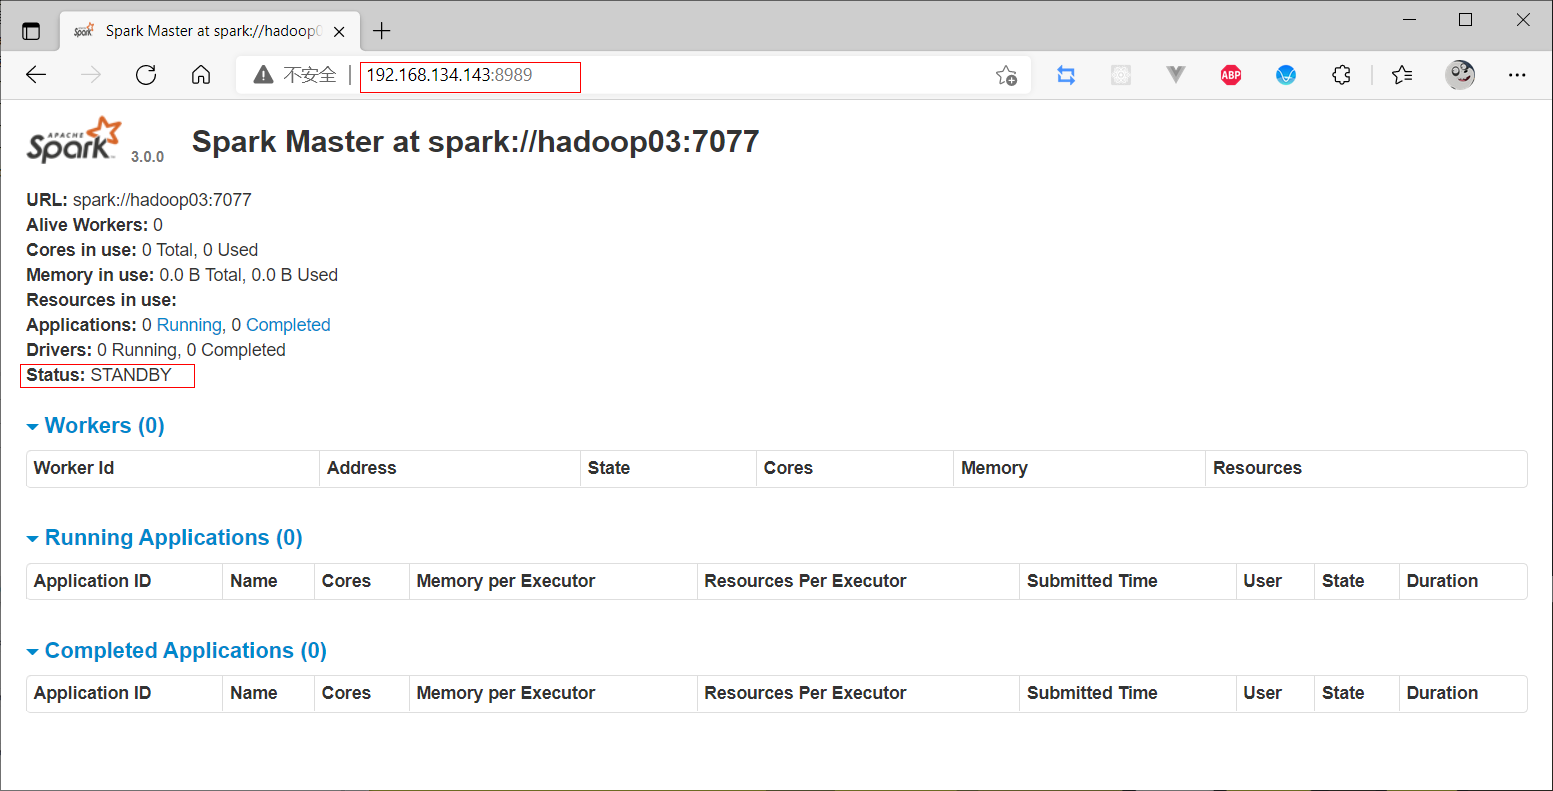 Spark Master at spark://hadoop0
不安全 | 192.168.134.143:8989
ABP
APACHE Spark 3.0.0 Spark Master at spark://hadoop03:7077
URL: spark://hadoop03:7077
Alive Workers: 0
Cores in use: 0 Total, 0 Used
Memory in use: 0.0 B Total, 0.0 B Used
Resources in use:
Applications: 0 Running, 0 Completed
Drivers: 0 Running, 0 Completed
Status: STANDBY
Workers (0)
Worker Id Address State Cores Memory Resources
Running Applications (0)
Application ID Name Cores Memory per Executor Resources Per Executor Submitted Time User State Duration
Completed Applications (0)
Application ID Name Cores Memory per Executor Resources Per Executor Submitted Time User State Duration